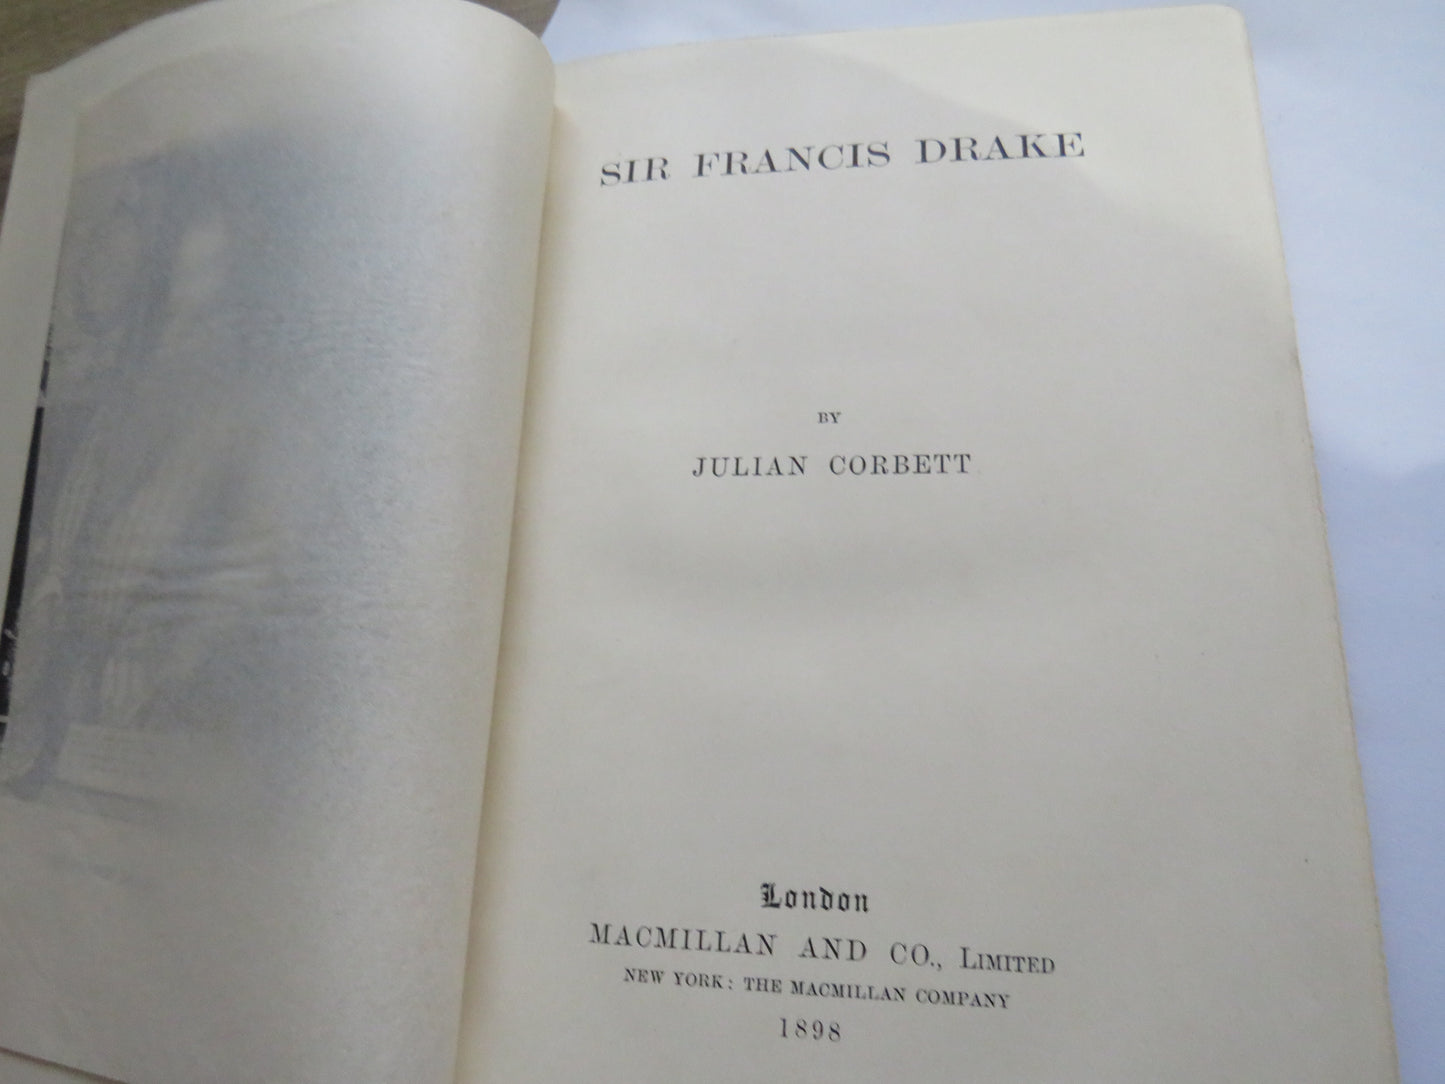 SIR FRANCIS DRAKE
BY
JULIAN CORBETT
London
MACMILLAN AND CO., LIMITED
NEW YORK: THE MACMILLAN COMPANY
1898